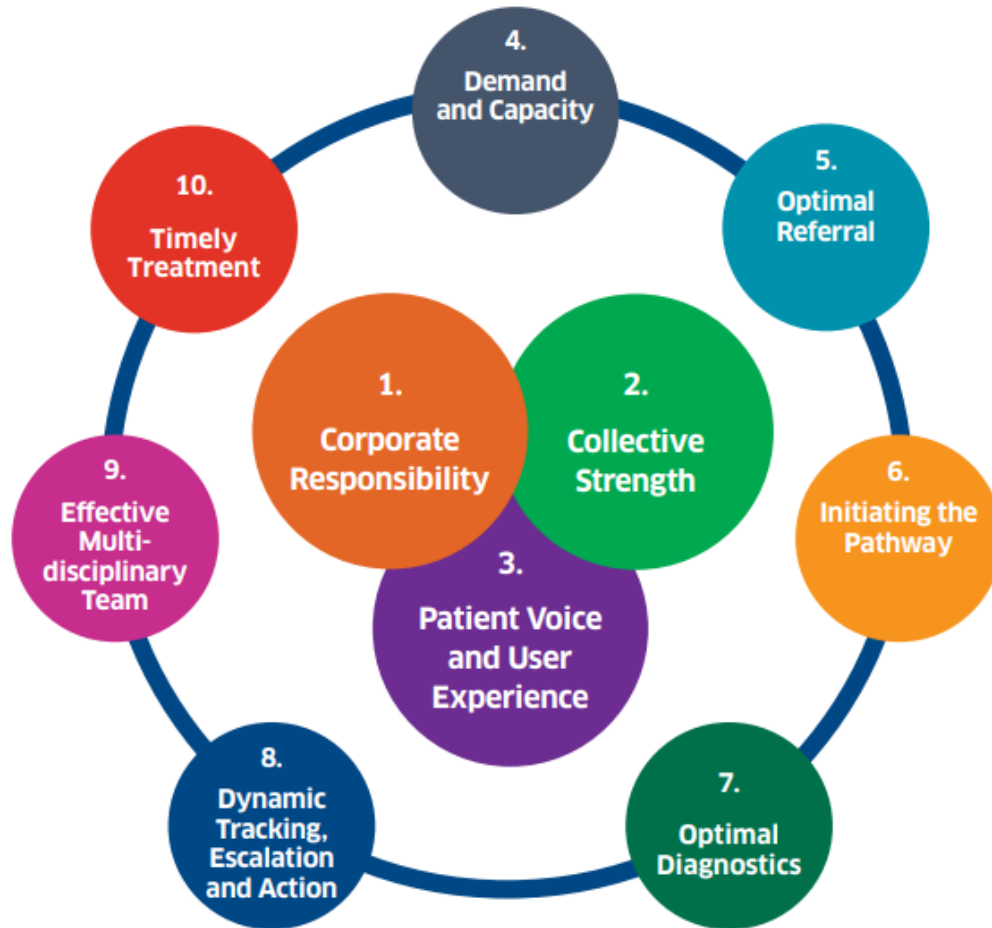 1.
Corporate
Responsibility
2.
Collective
Strength
3.
Patient Voice
and User
Experience
4.
Demand
and Capacity
5.
Optimal
Referral
6.
Initiating the
Pathway
7.
Optimal
Diagnostics
8.
Dynamic
Tracking,
Escalation
and Action
9.
Effective
Multi-
disciplinary
Team
10.
Timely
Treatment